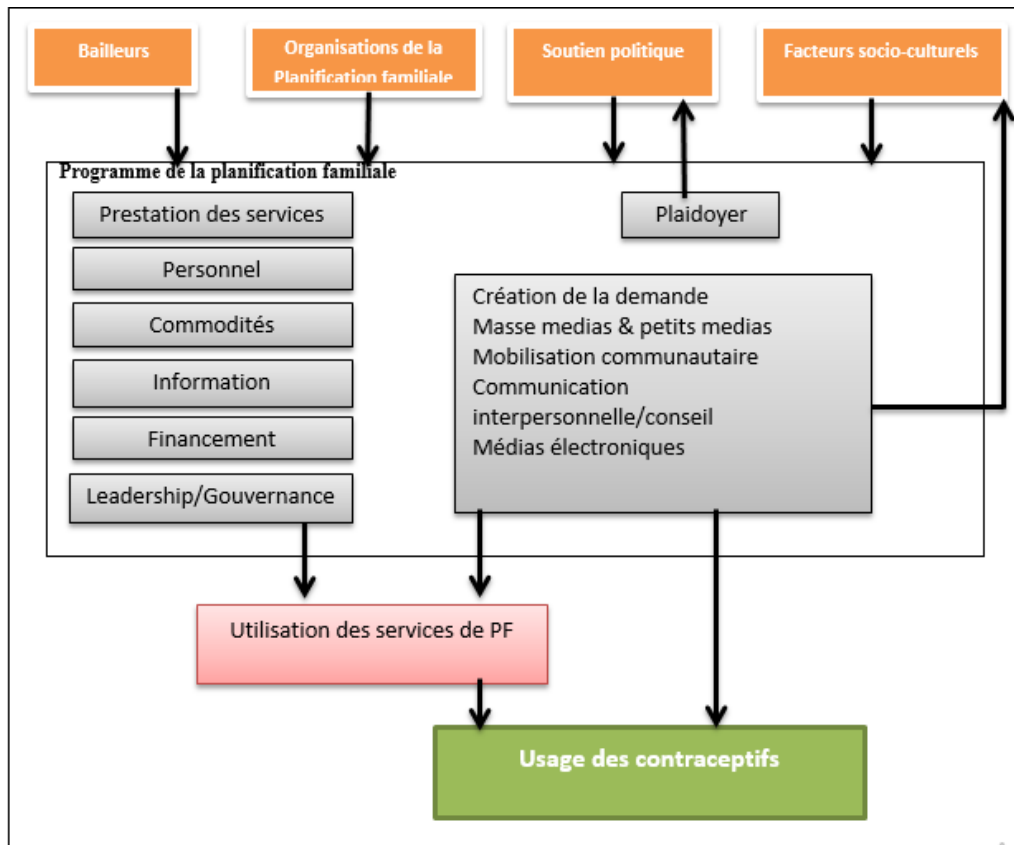 Bailleurs
Organisations de la
Planification familiale
Soutien politique
Facteurs socio-culturels
Programme de la planification familiale
Prestation des services
Personnel
Commodités
Information
Financement
Leadership/Gouvernance
Plaidoyer
Création de la demande
Masse medias & petits medias
Mobilisation communautaire
Communication
interpersonnelle/conseil
Médias électroniques
Utilisation des services de PF
Usage des contraceptifs